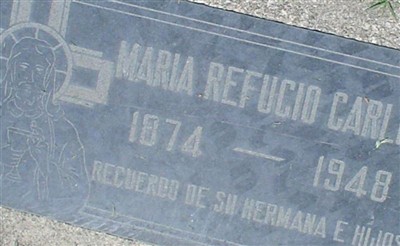 MARIA REFUCIO CARL
1874 — 1948
RECUERDO DE SU HERMANA E HIJOS